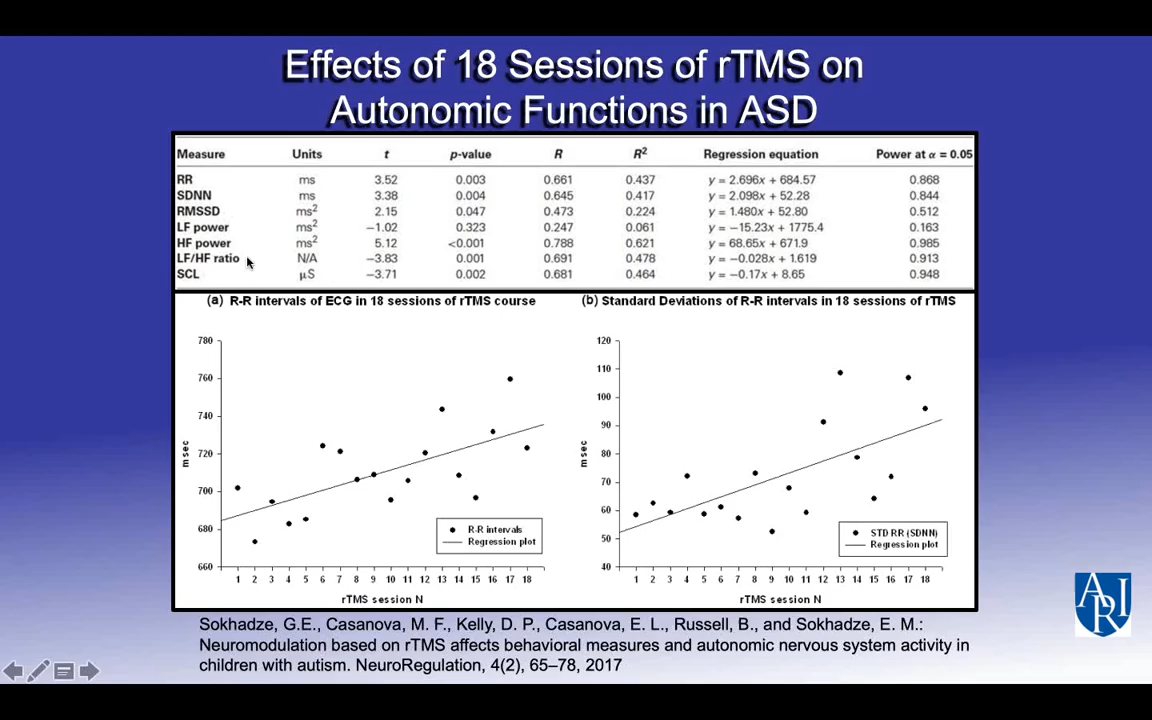 Effects of 18 Sessions of rTMS on
Autonomic Functions in ASD
Measure Units t p-value R R² Regression equation Power at α = 0.05
RR ms 3.52 0.003 0.661 0.437 y = 2.696x + 684.57 0.868
SDNN ms 3.38 0.004 0.645 0.417 y = 2.098x + 52.28 0.844
RMSSD ms² 2.15 0.047 0.473 0.224 y = 1.480x + 52.80 0.512
LF power ms² −1.02 0.323 0.247 0.061 y = −15.23x + 1775.4 0.163
HF power ms² 5.12 <0.001 0.788 0.621 y = 68.65x + 671.9 0.985
LF/HF ratio N/A −3.83 0.001 0.691 0.478 y = −0.028x + 1.619 0.913
SCL µS −3.71 0.002 0.681 0.464 y = −0.17x + 8.65 0.948
(a) R-R intervals of ECG in 18 sessions of rTMS course
780
760
740
720
700
680
660
msec
R-R intervals
Regression plot
1 2 3 4 5 6 7 8 9 10 11 12 13 14 15 16 17 18
rTMS session N
(b) Standard Deviations of R-R intervals in 18 sessions of rTMS
120
110
100
90
80
70
60
50
40
msec
STD RR (SDNN)
Regression plot
1 2 3 4 5 6 7 8 9 10 11 12 13 14 15 16 17 18
rTMS session N
Sokhadze, G.E., Casanova, M. F., Kelly, D. P., Casanova, E. L., Russell, B., and Sokhadze, E. M.:
Neuromodulation based on rTMS affects behavioral measures and autonomic nervous system activity in
children with autism. NeuroRegulation, 4(2), 65–78, 2017
ARI